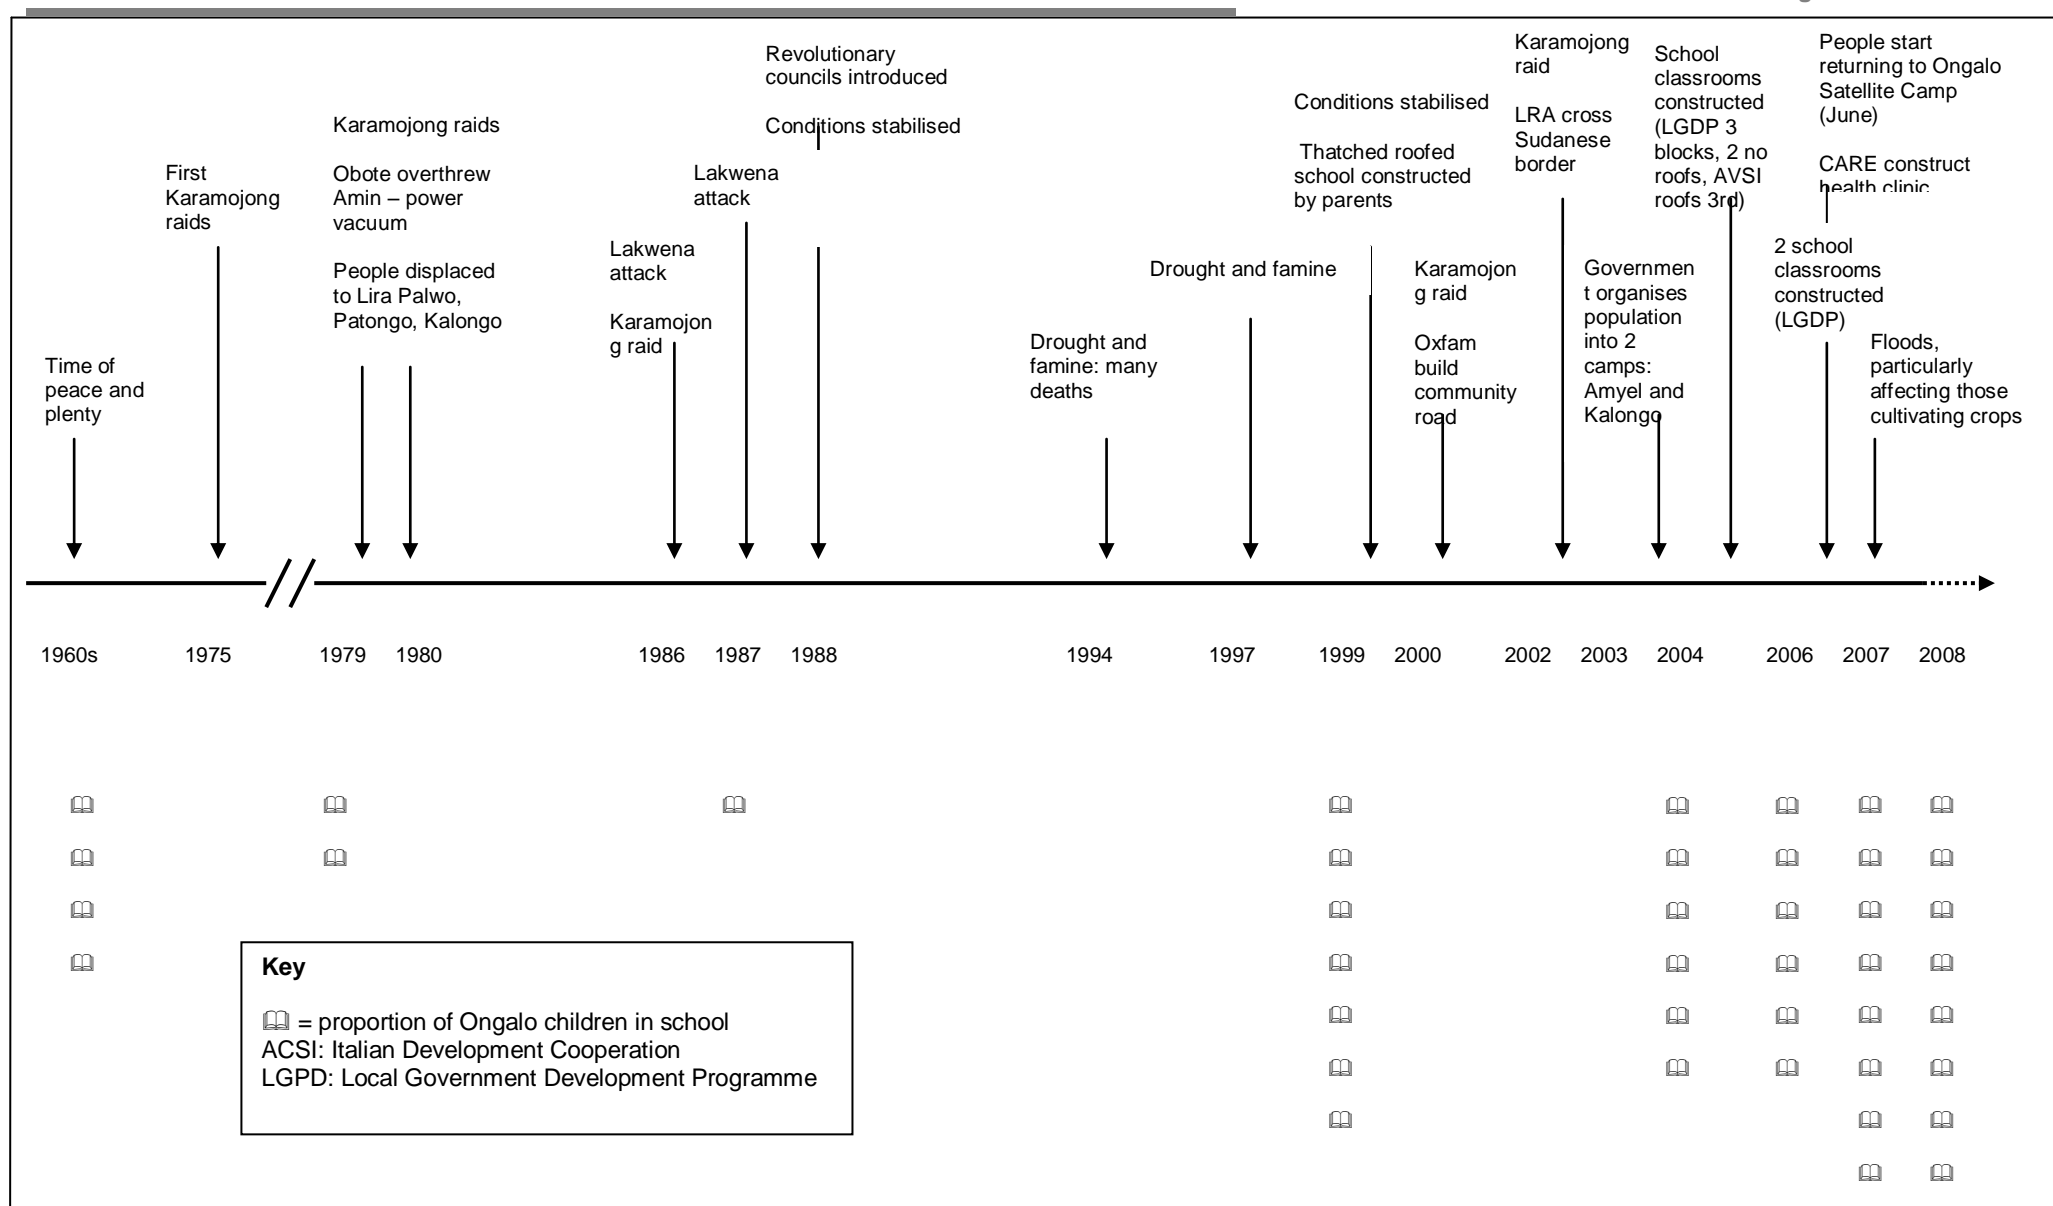 Time of
peace and
plenty
First
Karamojong
raids
Karamojong raids
Obote overthrew
Amin – power
vacuum
People displaced
to Lira Palwo,
Patongo, Kalongo
Lakwena
attack
Karamojon
g raid
Lakwena
attack
Revolutionary
councils introduced
Conditions stabilised
Drought and
famine: many
deaths
Drought and famine
Conditions stabilised
Thatched roofed
school constructed
by parents
Karamojon
g raid
Oxfam
build
community
road
Karamojong
raid
LRA cross
Sudanese
border
Governmen
t organises
population
into 2
camps:
Amyel and
Kalongo
School
classrooms
constructed
(LGDP 3
blocks, 2 no
roofs, AVSI
roofs 3rd)
2 school
classrooms
constructed
(LGDP)
People start
returning to Ongalo
Satellite Camp
(June)
CARE construct
health clinic
Floods,
particularly
affecting those
cultivating crops
1960s 1975 1979 1980 1986 1987 1988 1994 1997 1999 2000 2002 2003 2004 2006 2007 2008
Key
= proportion of Ongalo children in school
ACSI: Italian Development Cooperation
LGPD: Local Government Development Programme